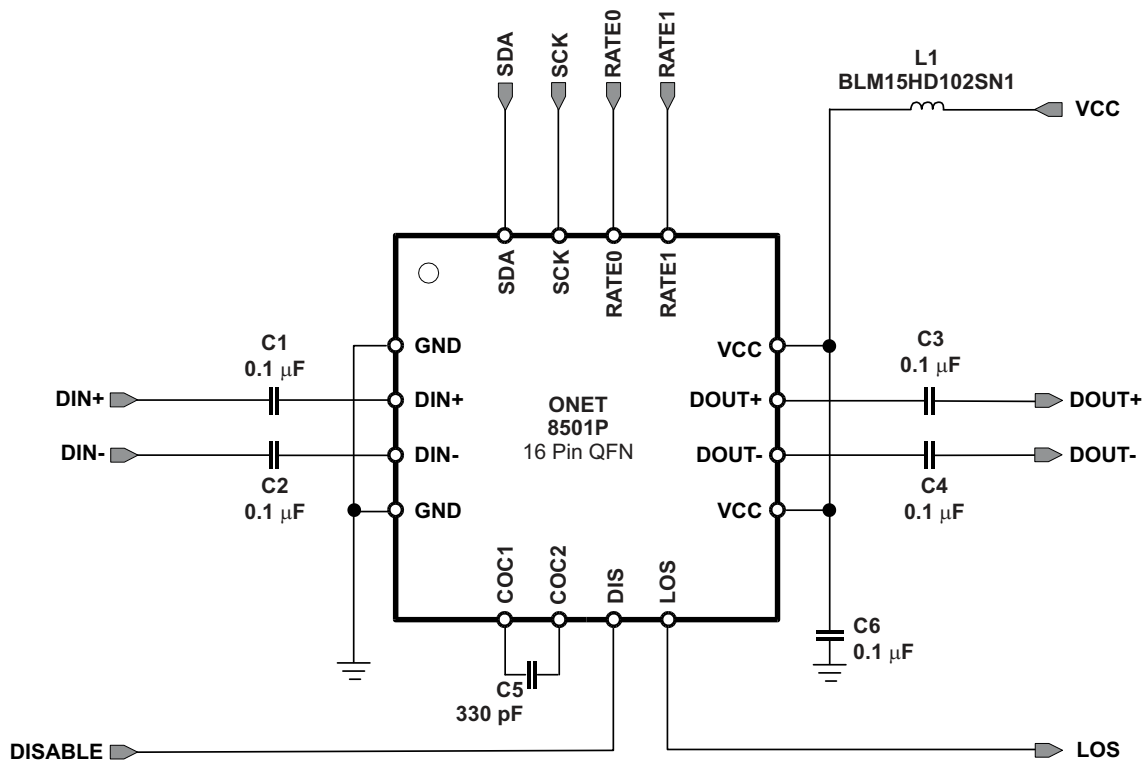 SDA
SCK
RATE0
RATE1
L1
BLM15HD102SN1
VCC
SDA
SCK
RATE0
RATE1
C1
0.1 μF
GND
VCC
C3
0.1 μF
DIN+
DIN+
ONET
8501P
16 Pin QFN
DOUT+
DOUT+
DIN-
DIN-
DOUT-
DOUT-
C2
0.1 μF
GND
VCC
C4
0.1 μF
COC1
COC2
DIS
LOS
C6
0.1 μF
C5
330 pF
DISABLE
LOS